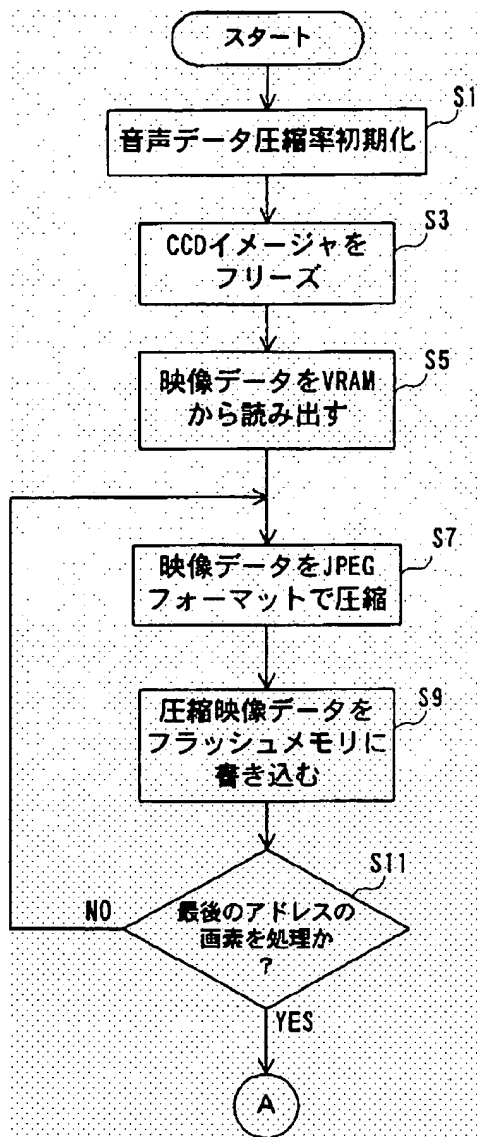 スタート
S1
音声データ圧縮率初期化
S3
CCDイメージャを
フリーズ
S5
映像データをVRAM
から読み出す
S7
映像データをJPEG
フォーマットで圧縮
S9
圧縮映像データを
フラッシュメモリに
書き込む
S11
最後のアドレスの
画素を処理か
?
NO
YES
A